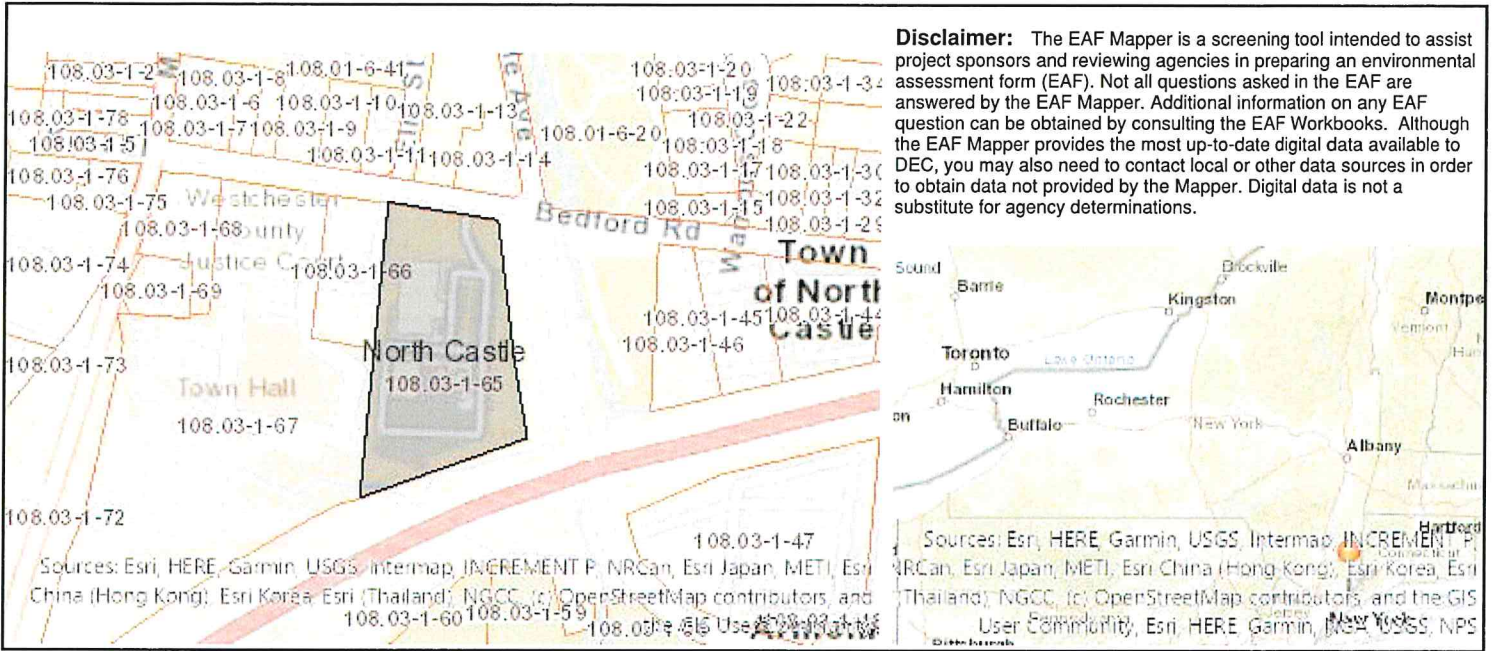 Disclaimer: The EAF Mapper is a screening tool intended to assist
project sponsors and reviewing agencies in preparing an environmental
assessment form (EAF). Not all questions asked in the EAF are
answered by the EAF Mapper. Additional information on any EAF
question can be obtained by consulting the EAF Workbooks. Although
the EAF Mapper provides the most up-to-date digital data available to
DEC, you may also need to contact local or other data sources in order
to obtain data not provided by the Mapper. Digital data is not a
substitute for agency determinations.
108.03-1-2
108.03-1-8
108.01-6-41
108.03-1-20
108.03-1-6
108.03-1-10
108.03-1-13
108.03-1-19
108.03-1-78
108.03-1-7
108.03-1-9
108.01-6-20
108.03-1-22
108.03-1-5
108.03-1-11
108.03-1-14
108.03-1-18
108.03-1-76
108.03-1-17
108.03-1-75
Westchester
108.03-1-15
108.03-1-68
Bedford Rd
Justice Court
108.03-1-74
108.03-1-66
108.03-1-69
Town
of North
Castle
108.03-1-45
108.03-1-46
North Castle
108.03-1-65
108.03-1-73
Town Hall
108.03-1-67
108.03-1-72
108.03-1-47
Sources: Esri, HERE, Garmin, USGS, Intermap, INCREMENT P, NRCan, Esri Japan, METI, Esri
China (Hong Kong), Esri Korea, Esri (Thailand), NGCC, (c) OpenStreetMap contributors, and
108.03-1-60
108.03-1-59
the GIS User
Sound
Barrie
Brockville
Kingston
Montpe
Vermont
Toronto
Lake Ontario
Hamilton
Rochester
on
Buffalo
New York
Albany
Hartford
Connecticut
Sources: Esri, HERE, Garmin, USGS, Intermap, INCREMENT P,
NRCan, Esri Japan, METI, Esri China (Hong Kong), Esri Korea, Esri
(Thailand), NGCC, (c) OpenStreetMap contributors, and the GIS
User Community, Esri, HERE, Garmin, NGA, USGS, NPS
New York
Pittsburgh